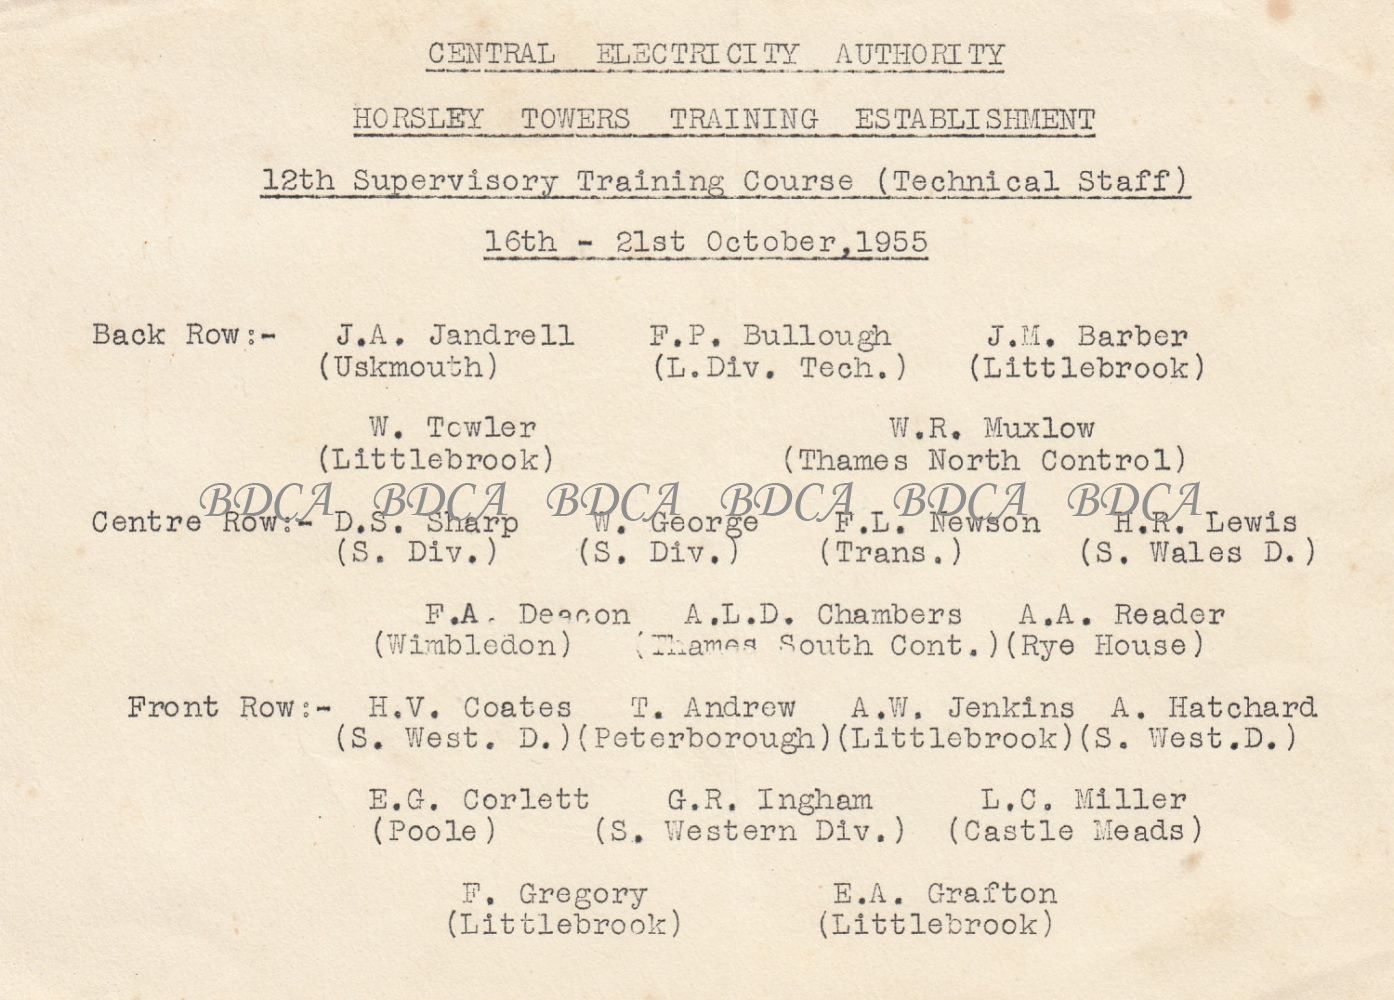 CENTRAL ELECTRICITY AUTHORITY
HORSLEY TOWERS TRAINING ESTABLISHMENT
12th Supervisory Training Course (Technical Staff)
16th - 21st October,1955
Back Row:- J.A. Jandrell F.P. Bullough J.M. Barber
(Uskmouth) (L.Div. Tech.) (Littlebrook)
W. Towler W.R. Muxlow
(Littlebrook) (Thames North Control)
BDCA BDCA BDCA BDCA BDCA BDCA
Centre Row:- D.S. Sharp W. George F.L. Newson H.R. Lewis
(S. Div.) (S. Div.) (Trans.) (S. Wales D.)
F.A. Deacon A.L.D. Chambers A.A. Reader
(Wimbledon) (Thames South Cont.)(Rye House)
Front Row:- H.V. Coates T. Andrew A.W. Jenkins A. Hatchard
(S. West. D.)(Peterborough)(Littlebrook)(S. West.D.)
E.G. Corlett G.R. Ingham L.C. Miller
(Poole) (S. Western Div.) (Castle Meads)
F. Gregory E.A. Grafton
(Littlebrook) (Littlebrook)